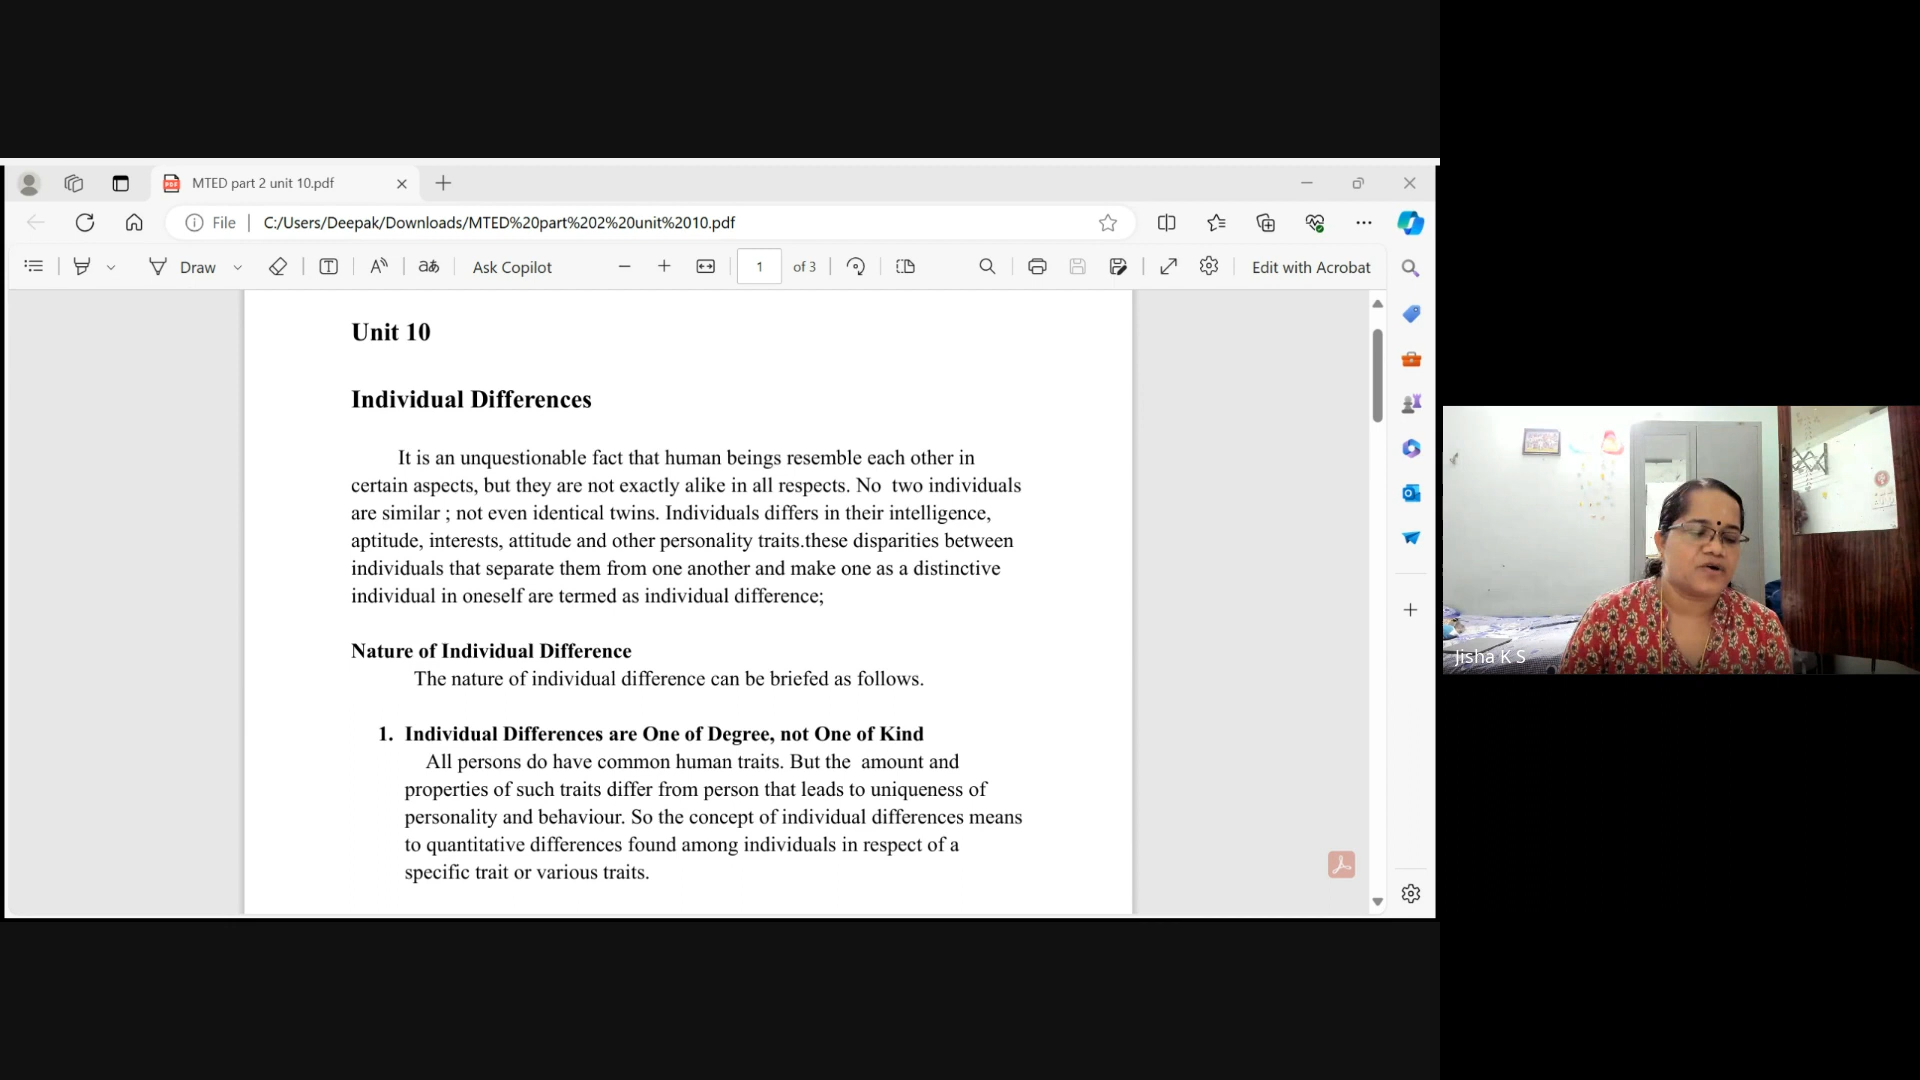 MTED part 2 unit 10.pdf
File
C:/Users/Deepak/Downloads/MTED%20part%202%20unit%2010.pdf
Draw
aあ
Ask Copilot
1
of 3
Edit with Acrobat
Unit 10
Individual Differences
It is an unquestionable fact that human beings resemble each other in
certain aspects, but they are not exactly alike in all respects. No  two individuals
are similar ; not even identical twins. Individuals differs in their intelligence,
aptitude, interests, attitude and other personality traits.these disparities between
individuals that separate them from one another and make one as a distinctive
individual in oneself are termed as individual difference;
Nature of Individual Difference
The nature of individual difference can be briefed as follows.
1. Individual Differences are One of Degree, not One of Kind
All persons do have common human traits. But the  amount and
properties of such traits differ from person that leads to uniqueness of
personality and behaviour. So the concept of individual differences means
to quantitative differences found among individuals in respect of a
specific trait or various traits.
Jisha K S